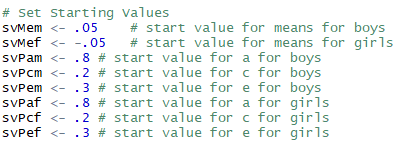 # Set Starting Values
svMem <- .05    # start value for means for boys
svMef <- -.05   # start value for means for girls
svPam <- .8 # start value for a for boys
svPcm <- .2 # start value for c for boys
svPem <- .3 # start value for e for boys
svPaf <- .8 # start value for a for girls
svPcf <- .2 # start value for c for girls
svPef <- .3 # start value for e for girls